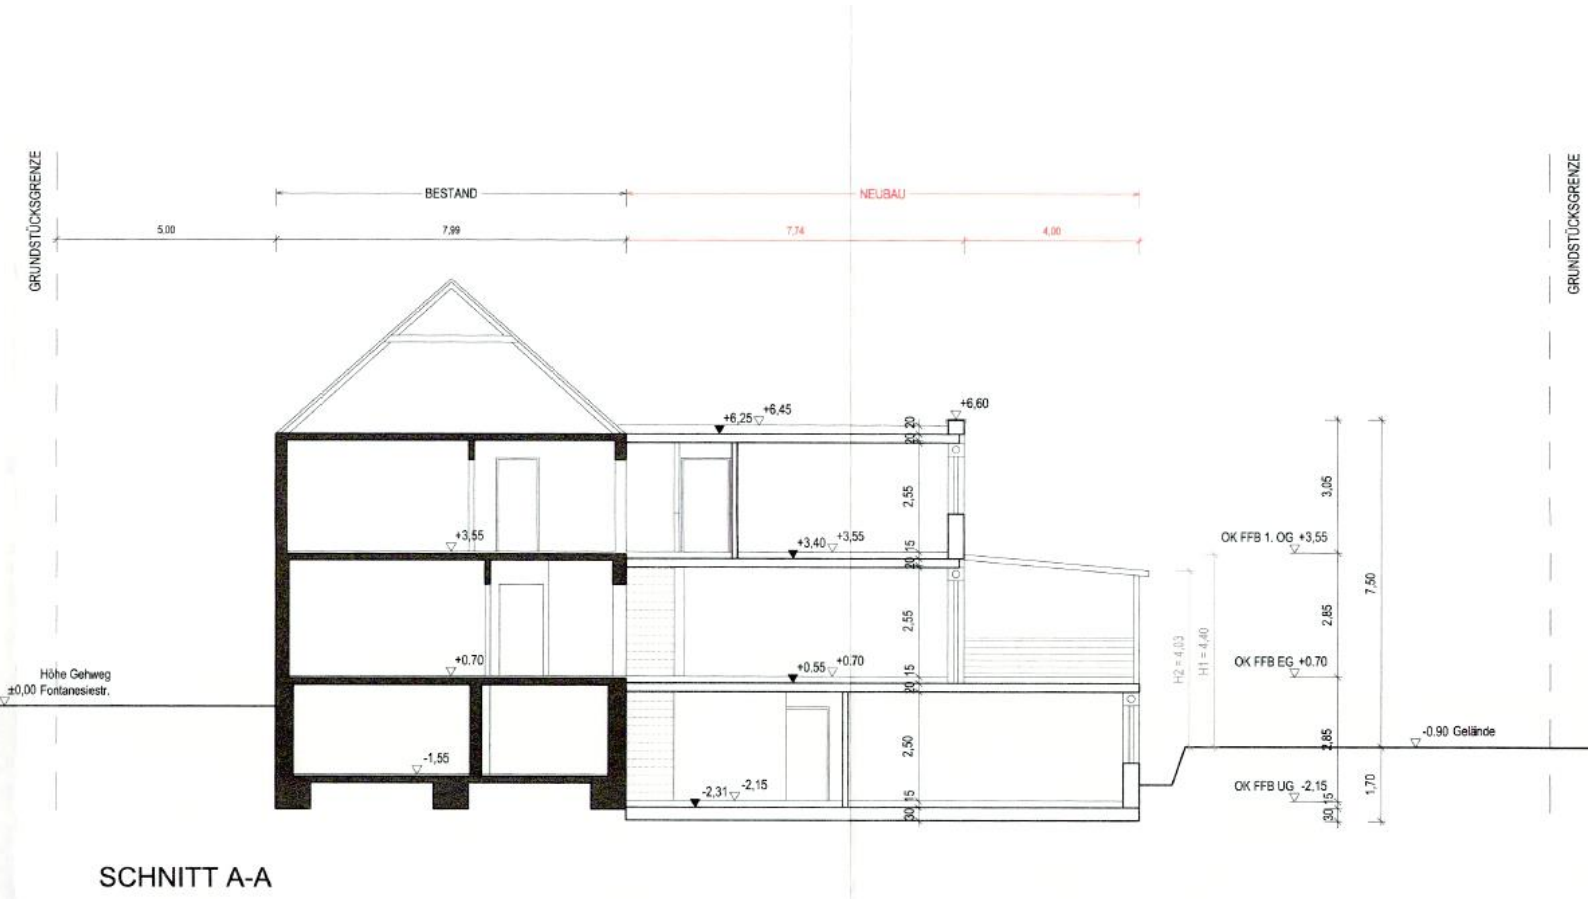 GRUNDSTÜCKSGRENZE
GRUNDSTÜCKSGRENZE
BESTAND
NEUBAU
5,00
7,99
7,74
4,00
+6,25
+6,45
+6,60
20 20
2,55
3,05
+3,55
+3,40
+3,55
20 15
OK FFB 1. OG +3,55
7,50
2,55
2,85
H2 = 4,03
H1 = 4,40
+0.70
+0.55
+0.70
20 15
OK FFB EG +0.70
Höhe Gehweg
±0,00 Fontanesiestr.
-0.90 Gelände
2,50
2,85
-1,55
-2,31
-2,15
30 15
OK FFB UG -2,15
30 15
1,70
SCHNITT A-A